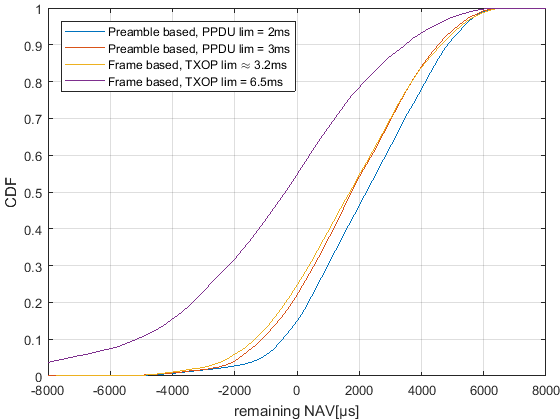 1
0.9
0.8
0.7
0.6
0.5
0.4
0.3
0.2
0.1
0
CDF
Preamble based, PPDU lim = 2ms
Preamble based, PPDU lim = 3ms
Frame based, TXOP lim ≈ 3.2ms
Frame based, TXOP lim = 6.5ms
-8000 -6000 -4000 -2000 0 2000 4000 6000 8000
remaining NAV[µs]